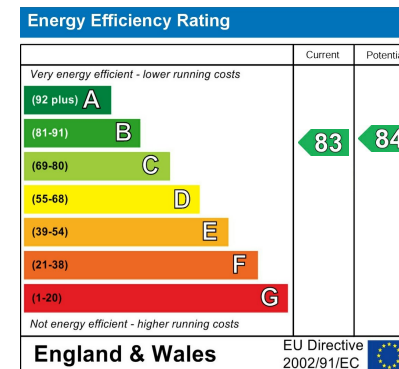 Energy Efficiency Rating
Current Potentia
Very energy efficient - lower running costs
(92 plus) A
(81-91) B
83 84
(69-80) C
(55-68) D
(39-54) E
(21-38) F
(1-20) G
Not energy efficient - higher running costs
England & Wales
EU Directive
2002/91/EC